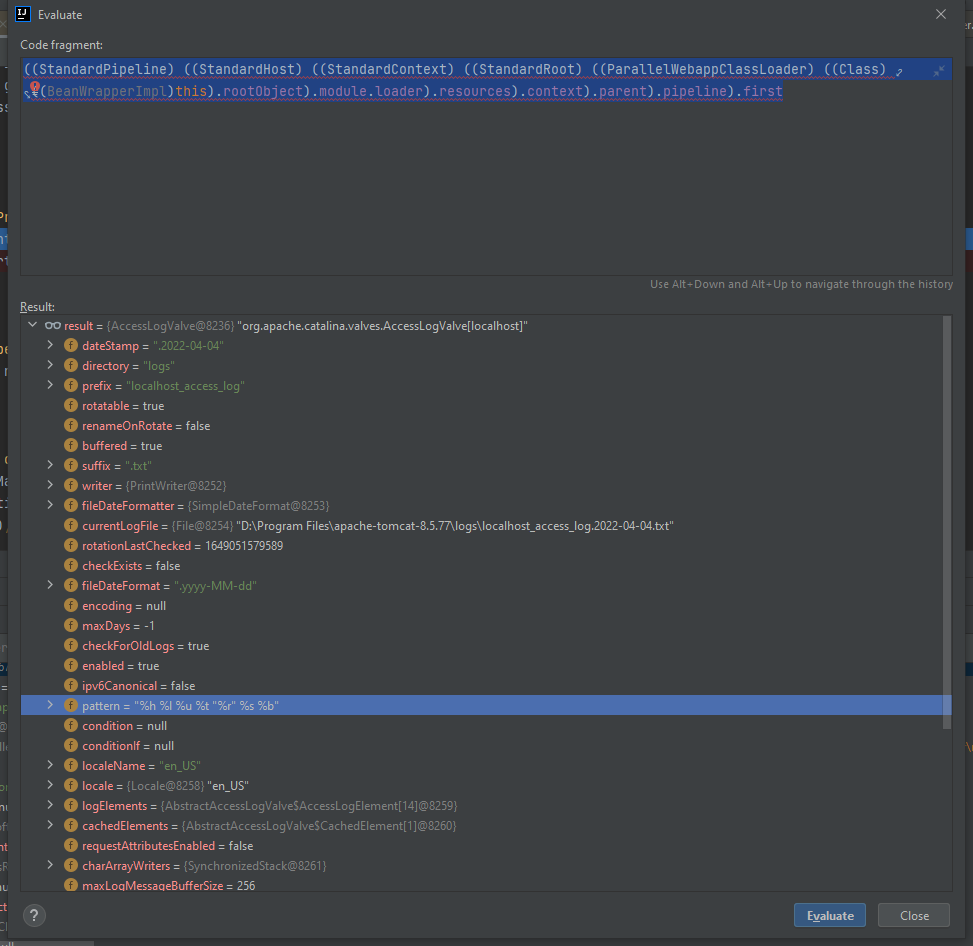 Evaluate
Code fragment:
((StandardPipeline) ((StandardHost) ((StandardContext) ((StandardRoot) ((ParallelWebappClassLoader) ((Class)
(BeanWrapperImpl)this).rootObject).module.loader).resources).context).parent).pipeline).first
Use Alt+Down and Alt+Up to navigate through the history
Result:
result = {AccessLogValve@8236} "org.apache.catalina.valves.AccessLogValve[localhost]"
dateStamp = ".2022-04-04"
directory = "logs"
prefix = "localhost_access_log"
rotatable = true
renameOnRotate = false
buffered = true
suffix = ".txt"
writer = {PrintWriter@8252}
fileDateFormatter = {SimpleDateFormat@8253}
currentLogFile = {File@8254} "D:\Program Files\apache-tomcat-8.5.77\logs\localhost_access_log.2022-04-04.txt"
rotationLastChecked = 1649051579589
checkExists = false
fileDateFormat = ".yyyy-MM-dd"
encoding = null
maxDays = -1
checkForOldLogs = true
enabled = true
ipv6Canonical = false
pattern = "%h %l %u %t "%r" %s %b"
condition = null
conditionIf = null
localeName = "en_US"
locale = {Locale@8258} "en_US"
logElements = {AbstractAccessLogValve$AccessLogElement[14]@8259}
cachedElements = {AbstractAccessLogValve$CachedElement[1]@8260}
requestAttributesEnabled = false
charArrayWriters = {SynchronizedStack@8261}
maxLogMessageBufferSize = 256
?
Evaluate
Close